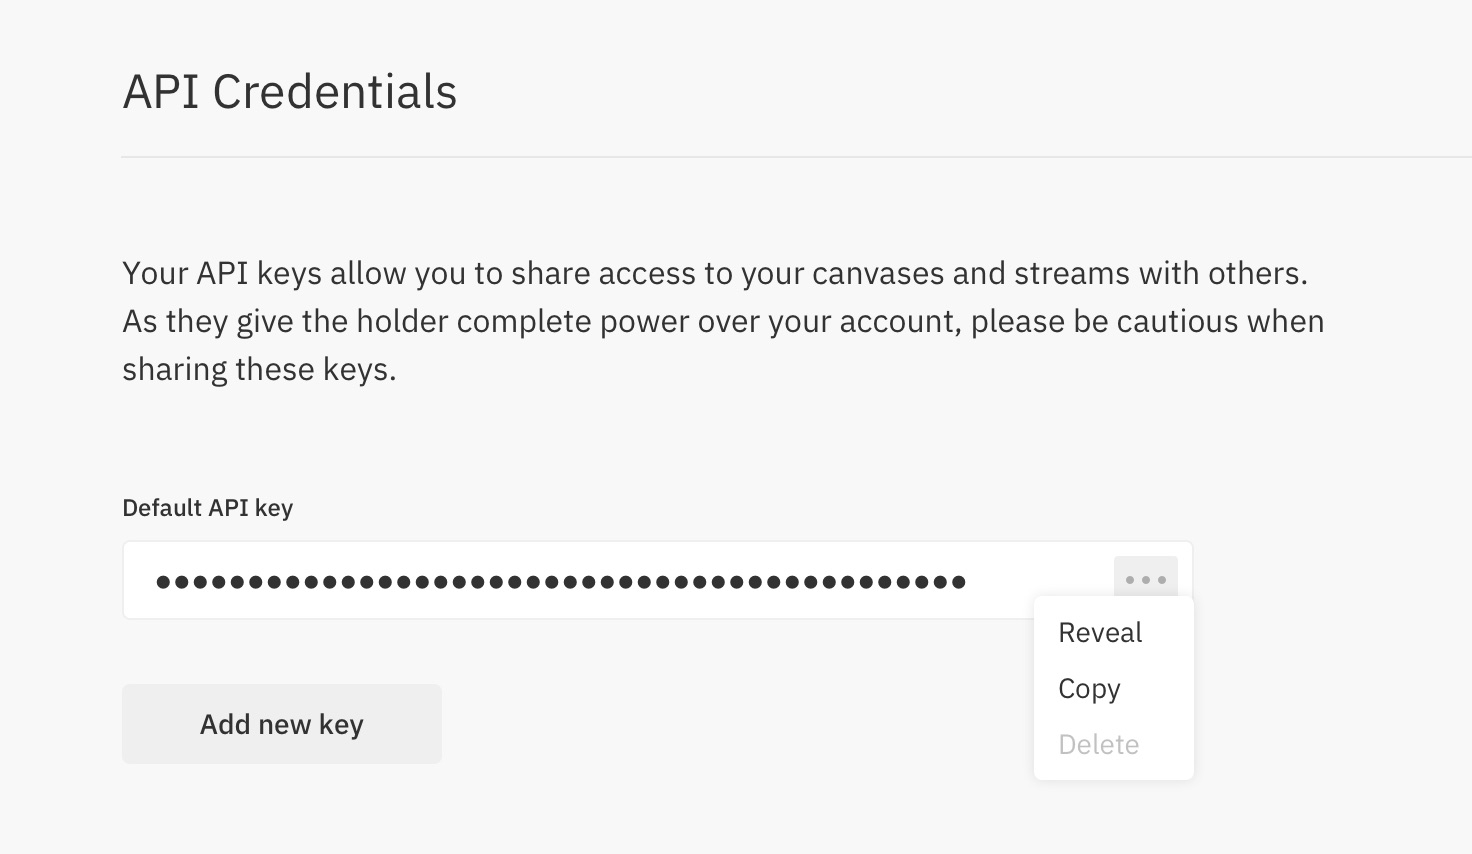 API Credentials
Your API keys allow you to share access to your canvases and streams with others.
As they give the holder complete power over your account, please be cautious when
sharing these keys.
Default API key
••••••••••••••••••••••••••••••••••••••••••••
Reveal
Copy
Delete
Add new key